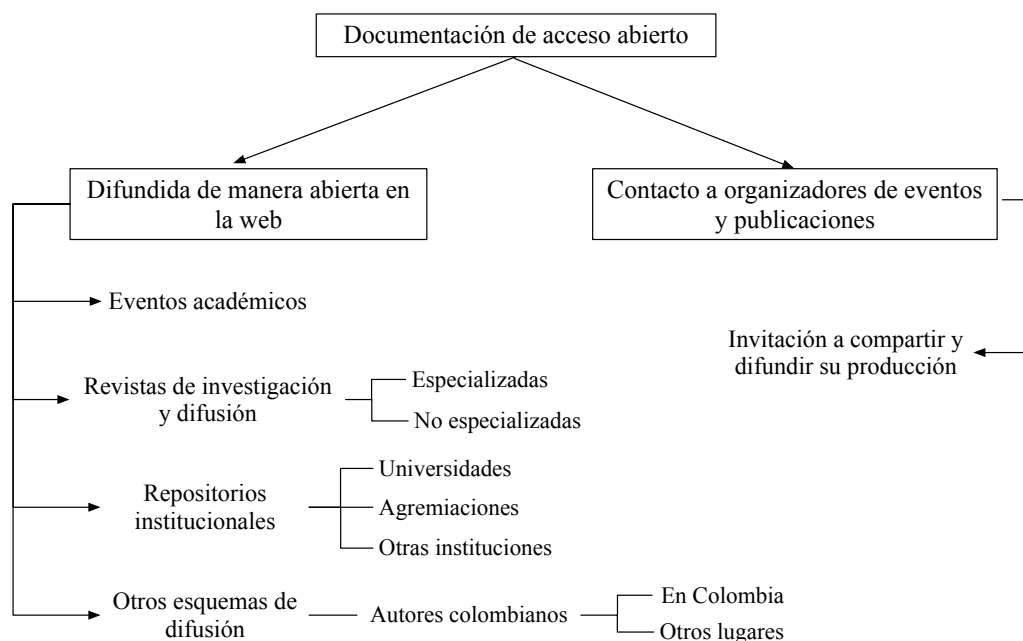 Documentación de acceso abierto
Difundida de manera abierta en
la web
Contacto a organizadores de eventos
y publicaciones
Eventos académicos
Invitación a compartir y
difundir su producción
Revistas de investigación
y difusión
Especializadas
No especializadas
Repositorios
institucionales
Universidades
Agremiaciones
Otras instituciones
Otros esquemas de
difusión
Autores colombianos
En Colombia
Otros lugares